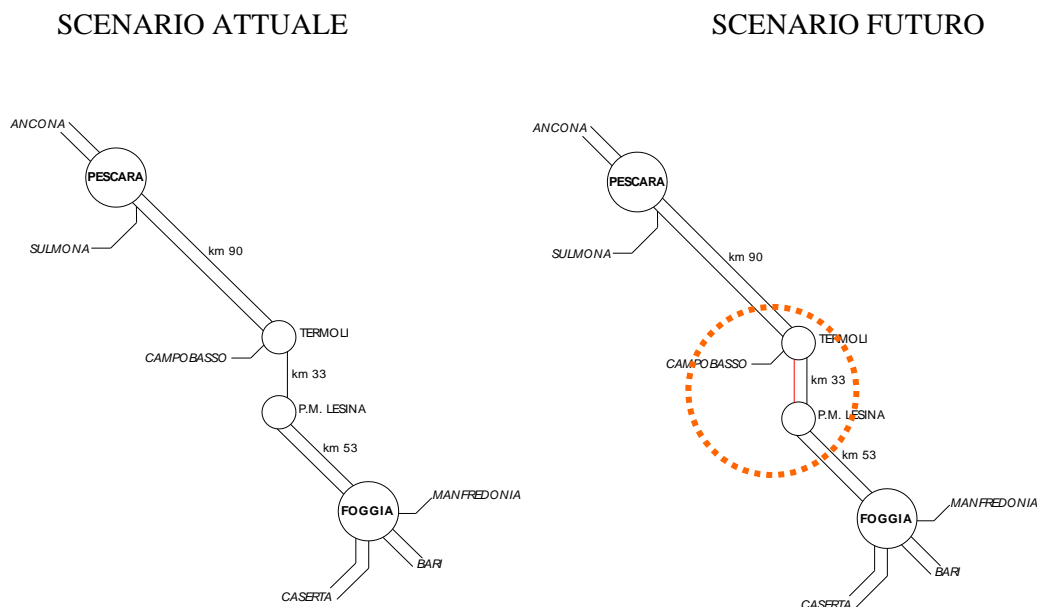 SCENARIO ATTUALE
SCENARIO FUTURO
ANCONA
PESCARA
SULMONA
km 90
TERMOLI
CAMPOBASSO
km 33
P.M. LESINA
km 53
MANFREDONIA
FOGGIA
BARI
CASERTA
ANCONA
PESCARA
SULMONA
km 90
TERMOLI
CAMPOBASSO
km 33
P.M. LESINA
km 53
MANFREDONIA
FOGGIA
BARI
CASERTA